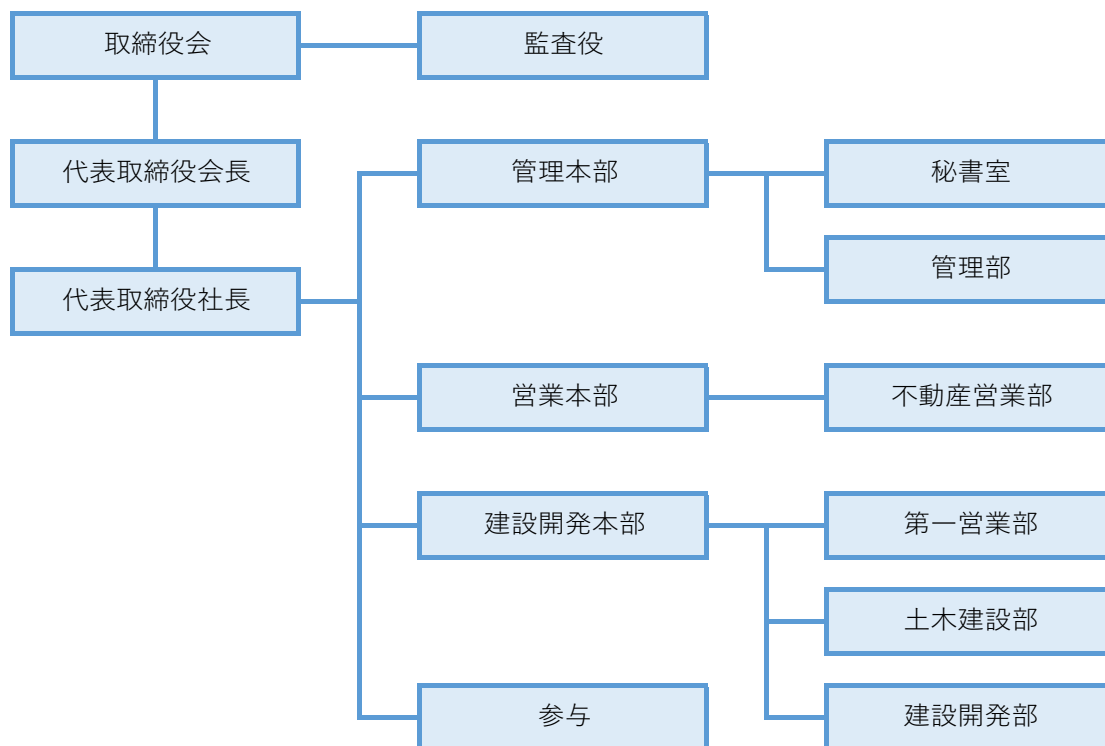 取締役会
監査役
代表取締役会長
管理本部
秘書室
管理部
代表取締役社長
営業本部
不動産営業部
建設開発本部
第一営業部
土木建設部
参与
建設開発部